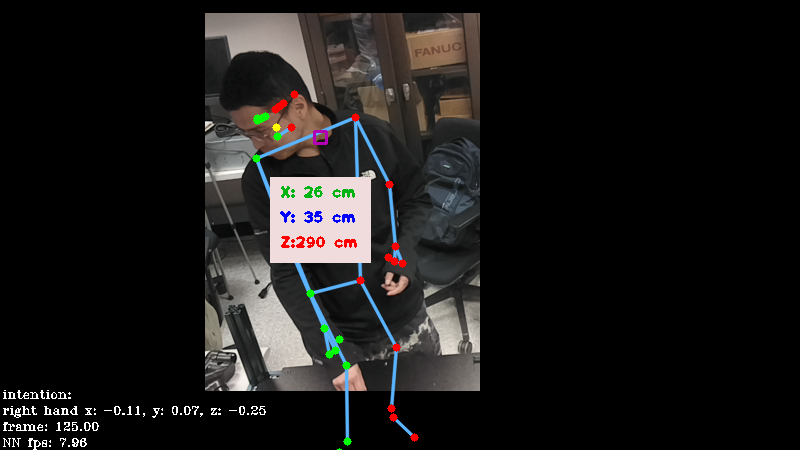 FANUC
X: 26 cm
Y: 35 cm
Z:290 cm
intention:
right hand x: -0.11, y: 0.07, z: -0.25
frame: 125.00
NN fps: 7.96